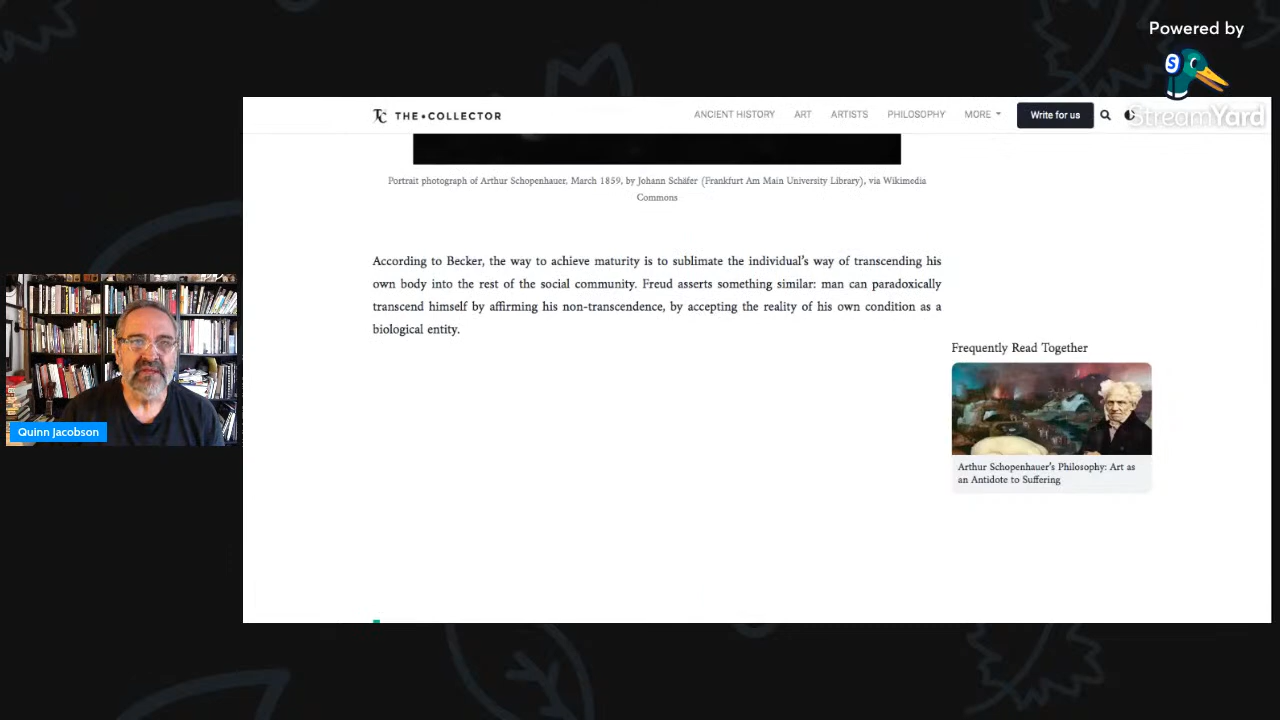 Powered by
S
StreamYard
TC THE•COLLECTOR
ANCIENT HISTORY ART ARTISTS PHILOSOPHY MORE Write for us
Portrait photograph of Arthur Schopenhauer, March 1859, by Johann Schäfer (Frankfurt Am Main University Library), via Wikimedia
Commons
According to Becker, the way to achieve maturity is to sublimate the individual's way of transcending his
own body into the rest of the social community. Freud asserts something similar: man can paradoxically
transcend himself by affirming his non-transcendence, by accepting the reality of his own condition as a
biological entity.
Frequently Read Together
Arthur Schopenhauer's Philosophy: Art as
an Antidote to Suffering
Quinn Jacobson